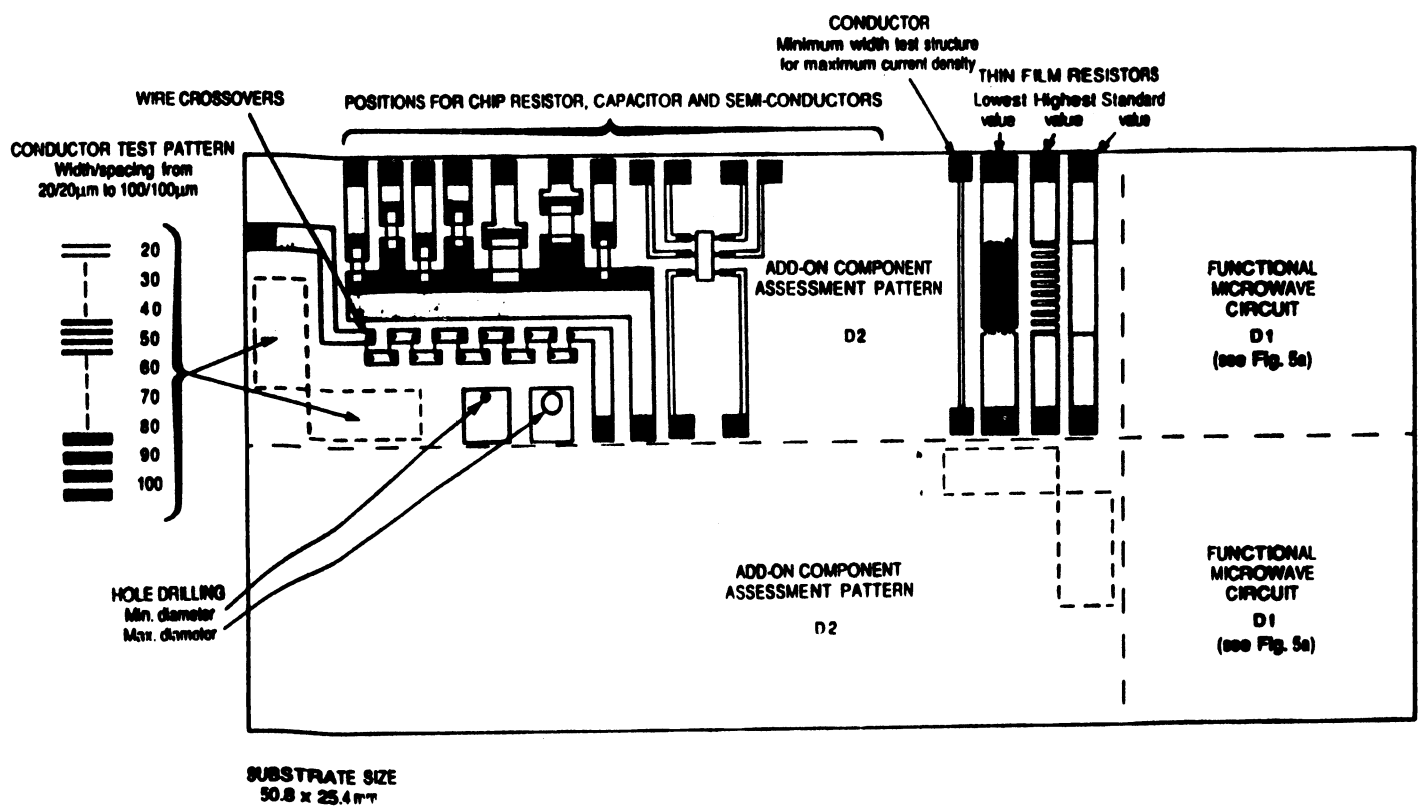 CONDUCTOR
Minimum width test structure
for maximum current density
THIN FILM RESISTORS
Lowest Highest Standard
value value value
WIRE CROSSOVERS
POSITIONS FOR CHIP RESISTOR, CAPACITOR AND SEMI-CONDUCTORS
CONDUCTOR TEST PATTERN
Width/spacing from
20/20µm to 100/100µm
20
30
40
50
60
70
80
90
100
ADD-ON COMPONENT
ASSESSMENT PATTERN
D2
FUNCTIONAL
MICROWAVE
CIRCUIT
D1
(see Fig. 5a)
HOLE DRILLING
Min. diameter
Max. diameter
ADD-ON COMPONENT
ASSESSMENT PATTERN
D2
FUNCTIONAL
MICROWAVE
CIRCUIT
D1
(see Fig. 5a)
SUBSTRATE SIZE
50.8 x 25.4 mm